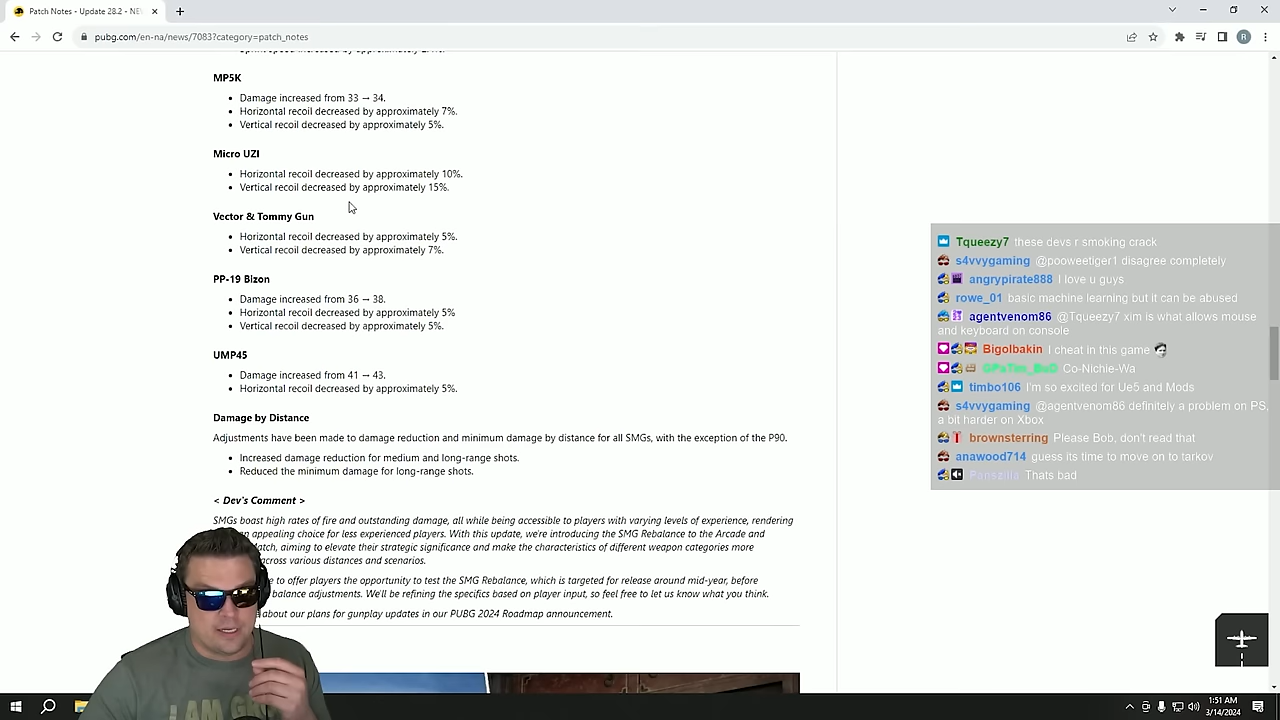 Patch Notes - Update 28.2 - NE
pubg.com/en-na/news/7083?category=patch_notes
R
MP5K
• Damage increased from 33 → 34.
• Horizontal recoil decreased by approximately 7%.
• Vertical recoil decreased by approximately 5%.
Micro UZI
• Horizontal recoil decreased by approximately 10%.
• Vertical recoil decreased by approximately 15%.
Vector & Tommy Gun
• Horizontal recoil decreased by approximately 5%.
• Vertical recoil decreased by approximately 7%.
PP-19 Bizon
• Damage increased from 36 → 38.
• Horizontal recoil decreased by approximately 5%
• Vertical recoil decreased by approximately 5%.
UMP45
• Damage increased from 41 → 43.
• Horizontal recoil decreased by approximately 5%.
Damage by Distance
Adjustments have been made to damage reduction and minimum damage by distance for all SMGs, with the exception of the P90.
• Increased damage reduction for medium and long-range shots.
• Reduced the minimum damage for long-range shots.
< Dev's Comment >
SMGs boast high rates of fire and outstanding damage, all while being accessible to players with varying levels of experience, rendering
an appealing choice for less experienced players. With this update, we're introducing the SMG Rebalance to the Arcade and
atch, aiming to elevate their strategic significance and make the characteristics of different weapon categories more
across various distances and scenarios.
e to offer players the opportunity to test the SMG Rebalance, which is targeted for release around mid-year, before
balance adjustments. We'll be refining the specifics based on player input, so feel free to let us know what you think.
about our plans for gunplay updates in our PUBG 2024 Roadmap announcement.
Tqueezy7 these devs r smoking crack
s4vvygaming @pooweetiger1 disagree completely
angrypirate888 I love u guys
rowe_01 basic machine learning but it can be abused
agentvenom86 @Tqueezy7 xim is what allows mouse
and keyboard on console
Bigolbakin I cheat in this game
Co-Nichie-Wa
timbo106 I'm so excited for Ue5 and Mods
s4vvygaming @agentvenom86 definitely a problem on PS,
a bit harder on Xbox
brownsterring Please Bob, don't read that
anawood714 guess its time to move on to tarkov
Thats bad
I AM GR
1:51 AM
3/14/2024